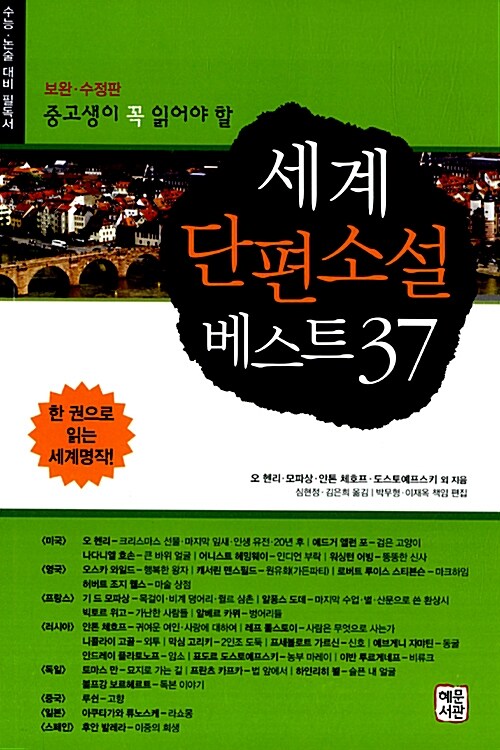 수능·논술 대비 필독서
보완·수정판
중고생이 꼭 읽어야 할
세계
단편소설
베스트37
한 권으로
읽는
세계명작!
오 헨리·모파상·안톤 체호프·도스토예프스키 외 지음
심현정·김은희 옮김 | 박우형·이재옥 책임 편집
<미국> 오 헨리 – 크리스마스 선물·마지막 잎새·인생 유전·20년 후 | 에드거 앨런 포 – 검은 고양이
나다니엘 호손 – 큰 바위 얼굴 | 어니스트 헤밍웨이 – 인디언 부락 | 워싱턴 어빙 – 뚱뚱한 신사
<영국> 오스카 와일드 – 행복한 왕자 | 캐서린 맨스필드 – 원유회(가든파티) | 로버트 루이스 스티븐슨 – 마크하임
허버트 조지 웰스 – 마술 상점
<프랑스> 기 드 모파상 – 목걸이·비계 덩어리·쥘르 삼촌 | 알퐁스 도데 – 마지막 수업·별·산문으로 쓴 환상시
빅토르 위고 – 가난한 사람들 | 알베르 카뮈 – 벙어리들
<러시아> 안톤 체호프 – 귀여운 여인·사랑에 대하여 | 레프 톨스토이 – 사람은 무엇으로 사는가
니콜라이 고골 – 외투 | 막심 고리키 – 2인조 도둑 | 프세볼로트 가르신 – 신호 | 예브게니 자먀틴 – 동굴
안드레이 플라토노프 – 암소 | 표도르 도스토예프스키 – 농부 마레이 | 이반 투르게네프 – 비류크
<독일> 토마스 만 – 묘지로 가는 길 | 프란츠 카프카 – 법 앞에서 | 하인리히 뵐 – 슬픈 내 얼굴
볼프강 보르헤르트 – 독본 이야기
<중국> 루쉰 – 고향
<일본> 아쿠타가와 류노스케 – 라쇼몽
<스페인> 후안 발레라 – 이중의 희생
혜문
서관